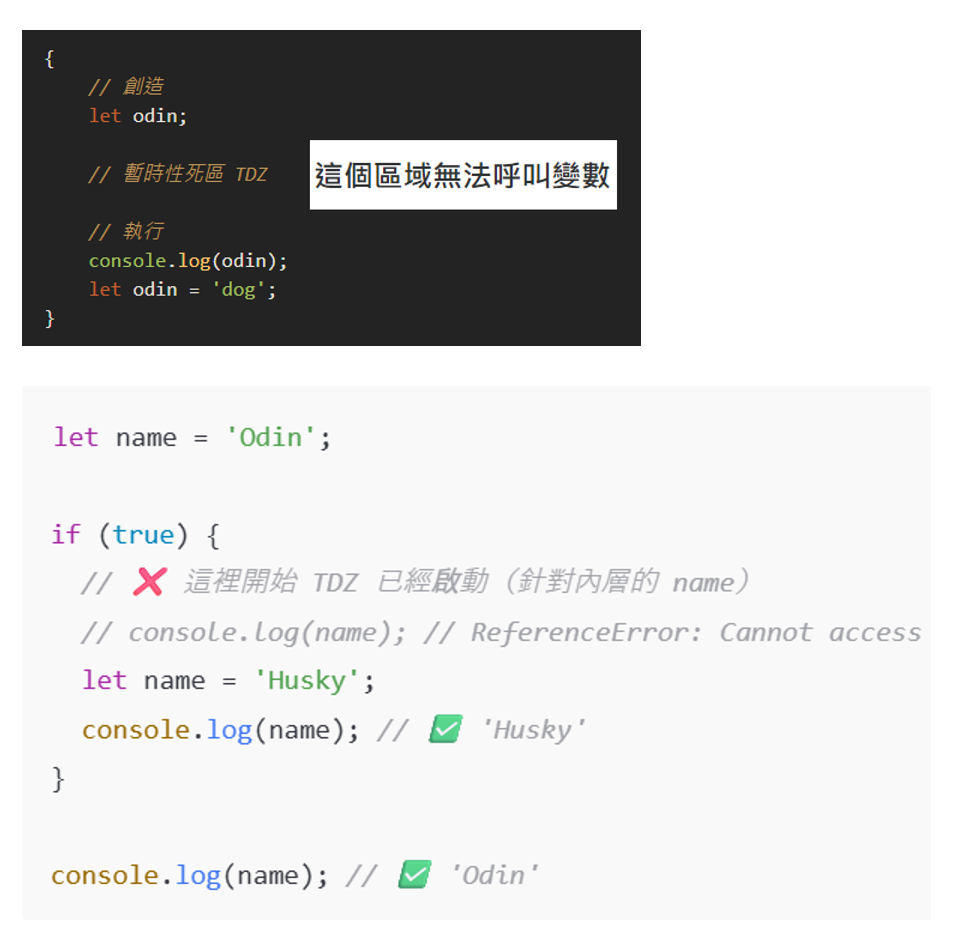 {
// 創造
let odin;
// 暫時性死區 TDZ
這個區域無法呼叫變數
// 執行
console.log(odin);
let odin = 'dog';
}
let name = 'Odin';
if (true) {
// ❌ 這裡開始 TDZ 已經啟動（針對內層的 name）
// console.log(name); // ReferenceError: Cannot access
let name = 'Husky';
console.log(name); // ✅ 'Husky'
}
console.log(name); // ✅ 'Odin'